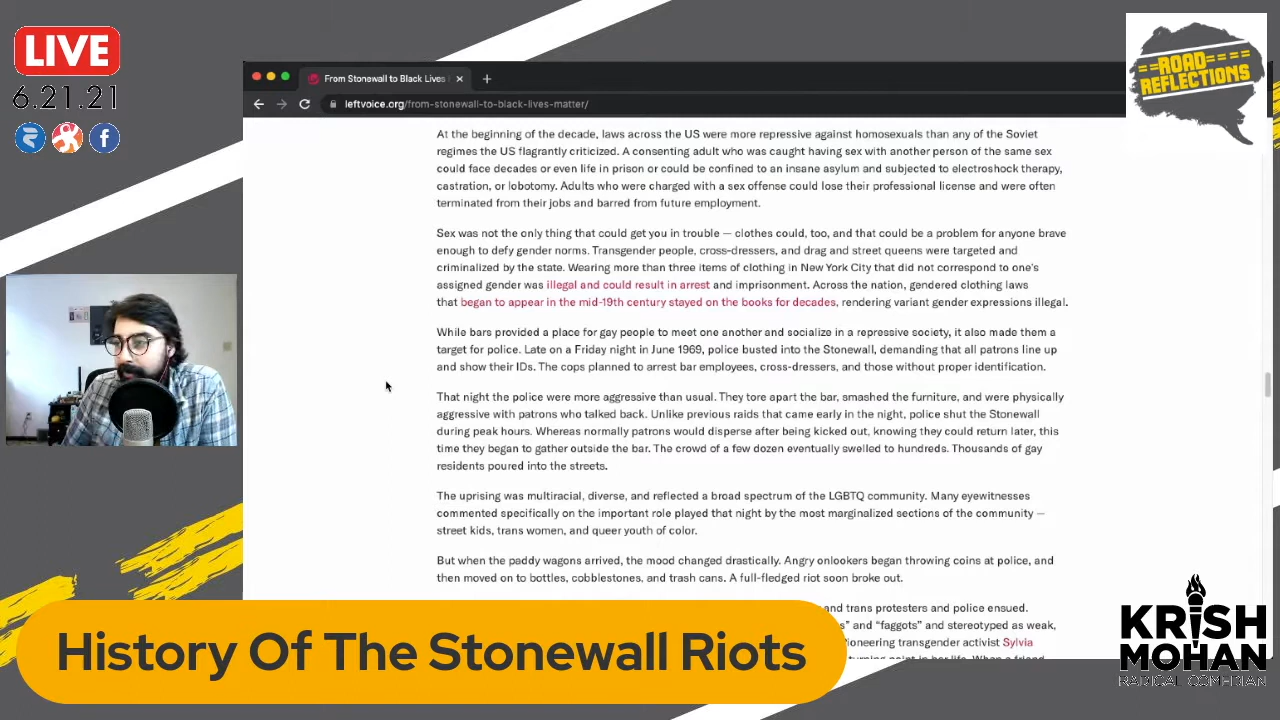 LIVE
6.21.21
From Stonewall to Black Lives
leftvoice.org/from-stonewall-to-black-lives-matter/
==ROAD====
==REFLECTIONS
At the beginning of the decade, laws across the US were more repressive against homosexuals than any of the Soviet
regimes the US flagrantly criticized. A consenting adult who was caught having sex with another person of the same sex
could face decades or even life in prison or could be confined to an insane asylum and subjected to electroshock therapy,
castration, or lobotomy. Adults who were charged with a sex offense could lose their professional license and were often
terminated from their jobs and barred from future employment.
Sex was not the only thing that could get you in trouble — clothes could, too, and that could be a problem for anyone brave
enough to defy gender norms. Transgender people, cross-dressers, and drag and street queens were targeted and
criminalized by the state. Wearing more than three items of clothing in New York City that did not correspond to one's
assigned gender was illegal and could result in arrest and imprisonment. Across the nation, gendered clothing laws
that began to appear in the mid-19th century stayed on the books for decades, rendering variant gender expressions illegal.
While bars provided a place for gay people to meet one another and socialize in a repressive society, it also made them a
target for police. Late on a Friday night in June 1969, police busted into the Stonewall, demanding that all patrons line up
and show their IDs. The cops planned to arrest bar employees, cross-dressers, and those without proper identification.
That night the police were more aggressive than usual. They tore apart the bar, smashed the furniture, and were physically
aggressive with patrons who talked back. Unlike previous raids that came early in the night, police shut the Stonewall
during peak hours. Whereas normally patrons would disperse after being kicked out, knowing they could return later, this
time they began to gather outside the bar. The crowd of a few dozen eventually swelled to hundreds. Thousands of gay
residents poured into the streets.
The uprising was multiracial, diverse, and reflected a broad spectrum of the LGBTQ community. Many eyewitnesses
commented specifically on the important role played that night by the most marginalized sections of the community —
street kids, trans women, and queer youth of color.
But when the paddy wagons arrived, the mood changed drastically. Angry onlookers began throwing coins at police, and
then moved on to bottles, cobblestones, and trash cans. A full-fledged riot soon broke out.
and trans protesters and police ensued.
and “faggots” and stereotyped as weak,
transgender activist Sylvia
turning point in her life. When a friend
History Of The Stonewall Riots
KRISH
MOHAN
RADICAL COMEDIAN